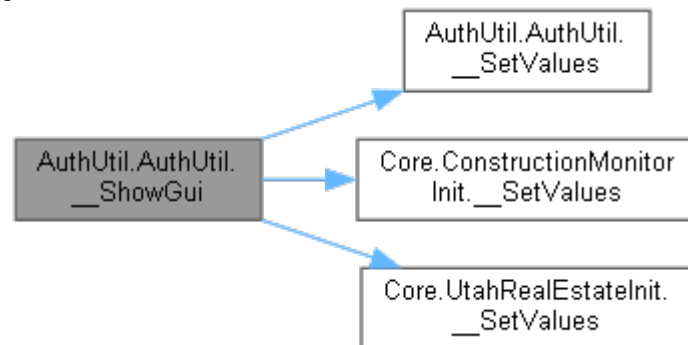 AuthUtil.AuthUtil.
__SetValues
AuthUtil.AuthUtil.
__ShowGui
Core.ConstructionMonitor
Init.__SetValues
Core.UtahRealEstateInit.
__SetValues